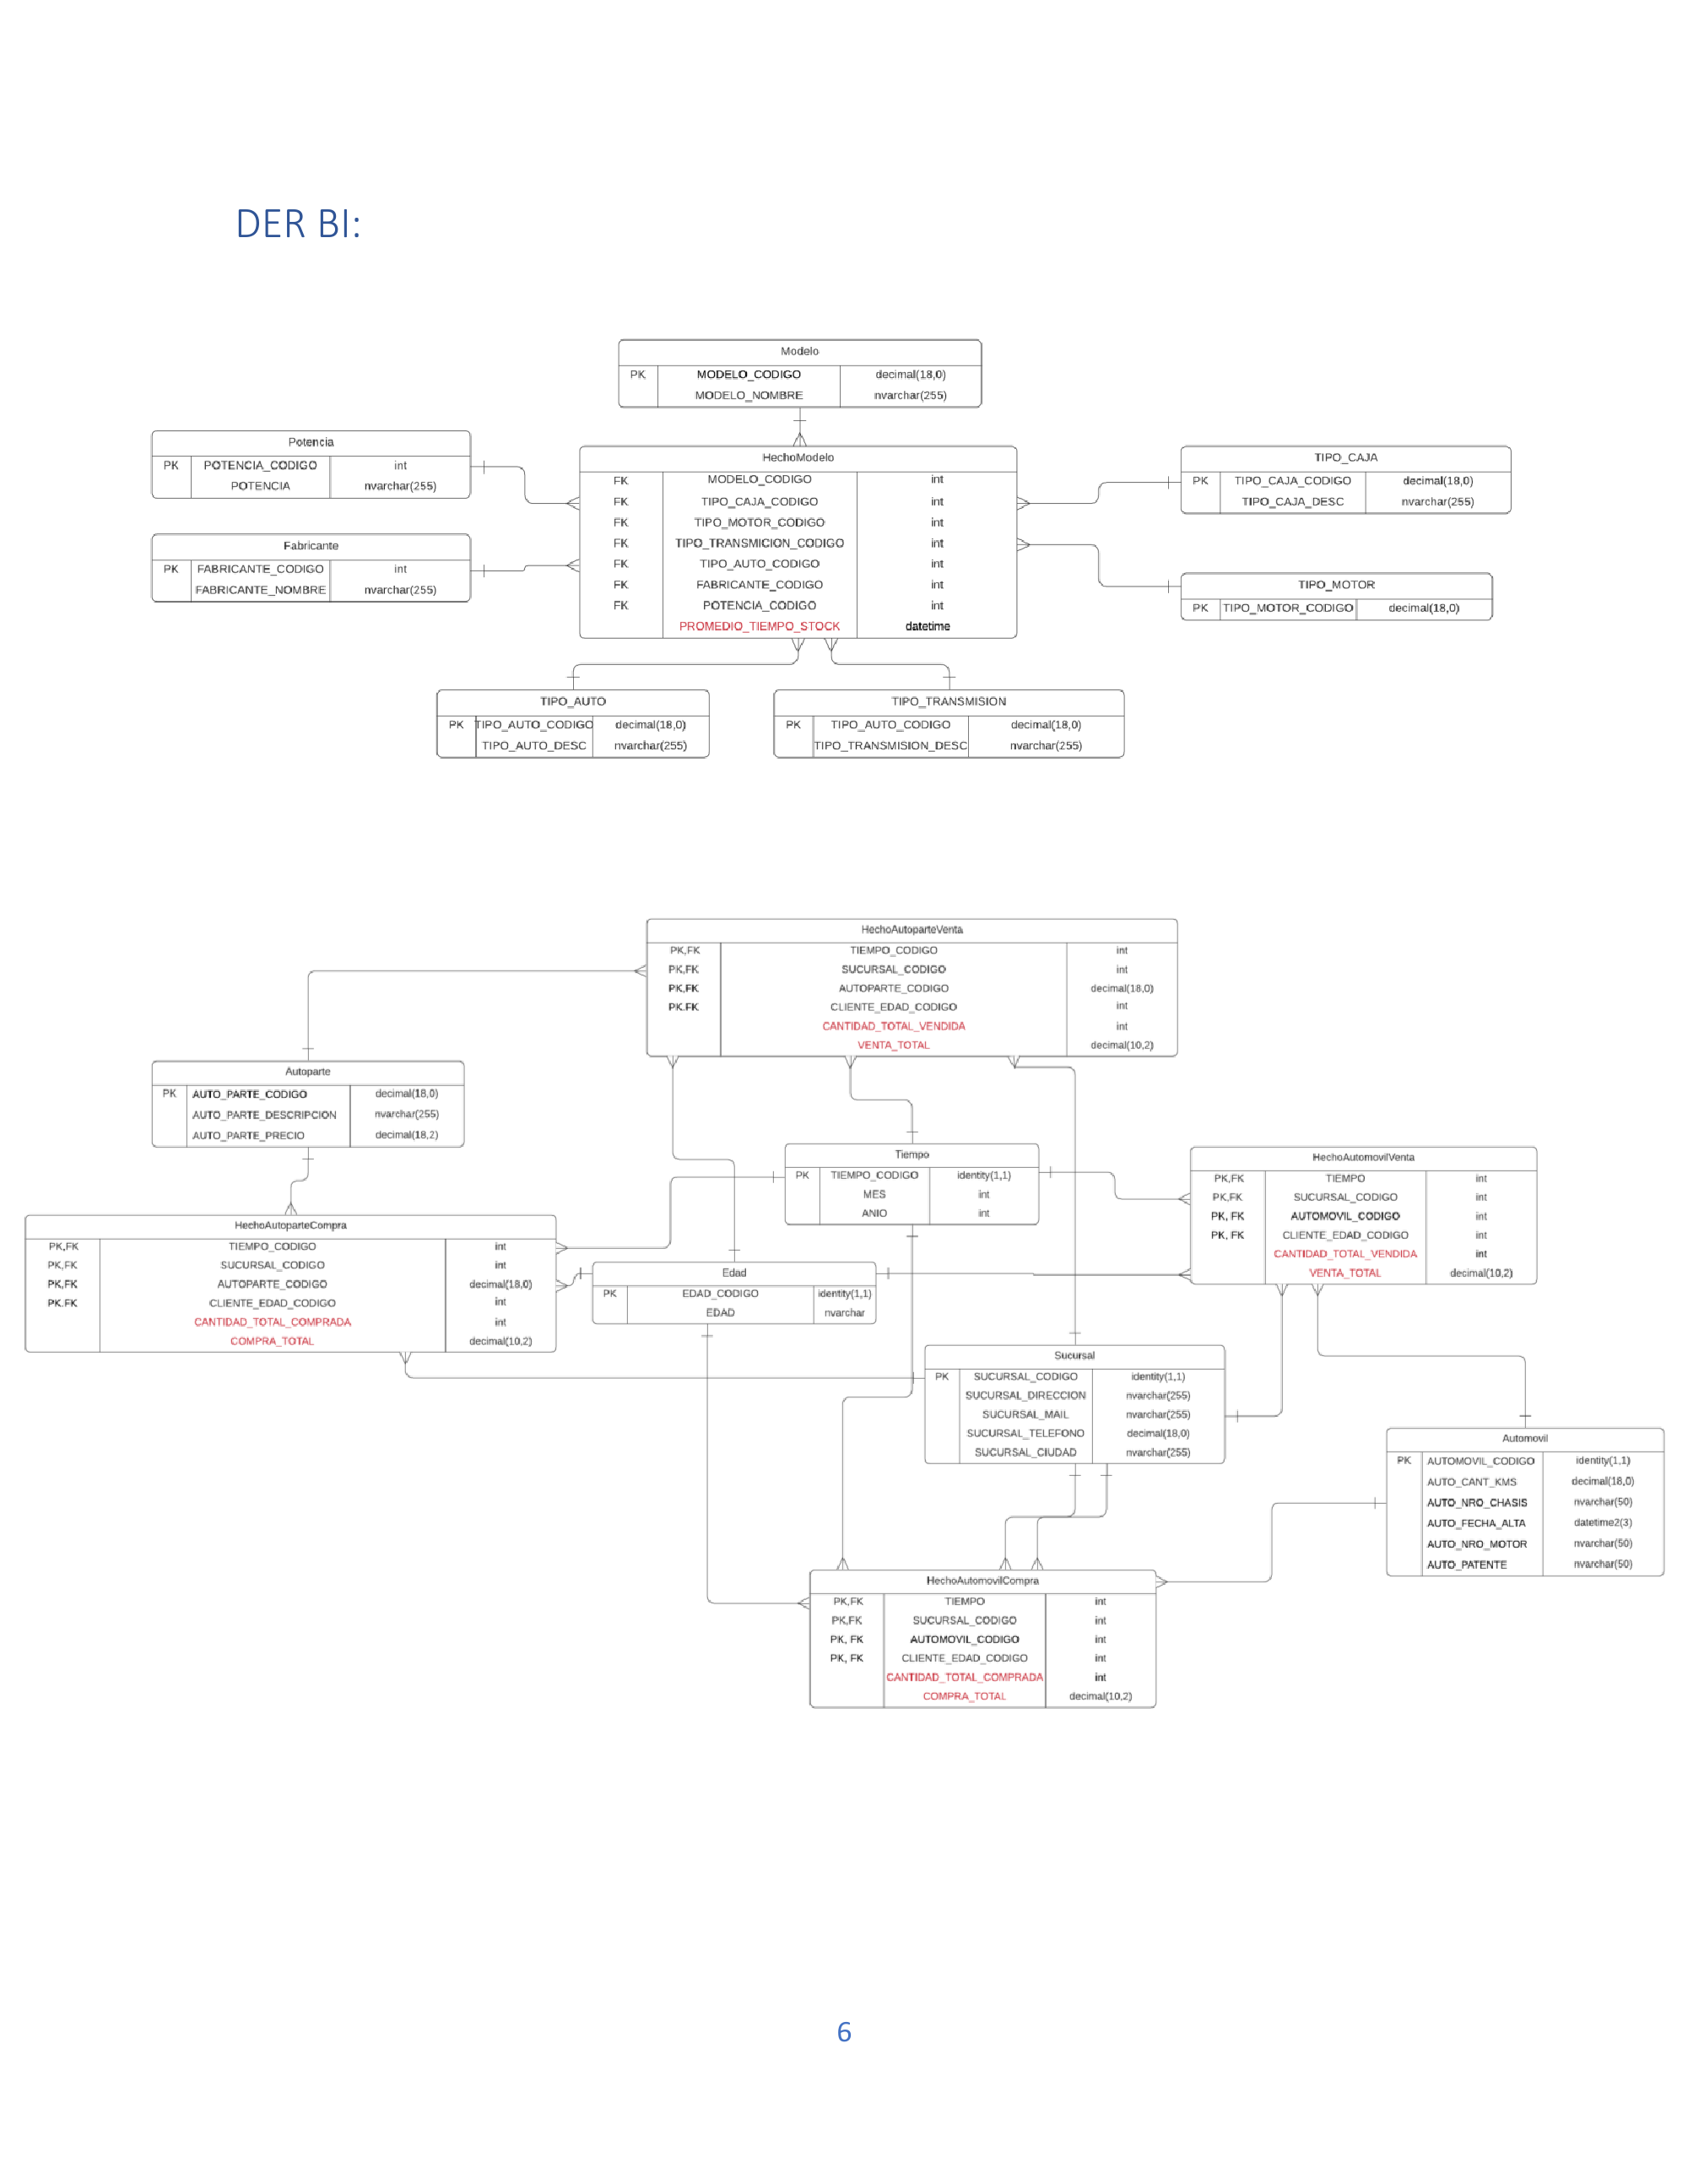 DER BI:
Modelo
PK MODELO_CODIGO decimal(18,0)
MODELO_NOMBRE nvarchar(255)
Potencia
PK POTENCIA_CODIGO int
POTENCIA nvarchar(255)
Fabricante
PK FABRICANTE_CODIGO int
FABRICANTE_NOMBRE nvarchar(255)
HechoModelo
FK MODELO_CODIGO int
FK TIPO_CAJA_CODIGO int
FK TIPO_MOTOR_CODIGO int
FK TIPO_TRANSMICION_CODIGO int
FK TIPO_AUTO_CODIGO int
FK FABRICANTE_CODIGO int
FK POTENCIA_CODIGO int
PROMEDIO_TIEMPO_STOCK datetime
TIPO_CAJA
PK TIPO_CAJA_CODIGO decimal(18,0)
TIPO_CAJA_DESC nvarchar(255)
TIPO_MOTOR
PK TIPO_MOTOR_CODIGO decimal(18,0)
TIPO_AUTO
PK TIPO_AUTO_CODIGO decimal(18,0)
TIPO_AUTO_DESC nvarchar(255)
TIPO_TRANSMISION
PK TIPO_AUTO_CODIGO decimal(18,0)
TIPO_TRANSMISION_DESC nvarchar(255)
HechoAutoparteVenta
PK,FK TIEMPO_CODIGO int
PK,FK SUCURSAL_CODIGO int
PK,FK AUTOPARTE_CODIGO decimal(18,0)
PK.FK CLIENTE_EDAD_CODIGO int
CANTIDAD_TOTAL_VENDIDA int
VENTA_TOTAL decimal(10,2)
Autoparte
PK AUTO_PARTE_CODIGO decimal(18,0)
AUTO_PARTE_DESCRIPCION nvarchar(255)
AUTO_PARTE_PRECIO decimal(18,2)
Tiempo
PK TIEMPO_CODIGO identity(1,1)
MES int
ANIO int
HechoAutomovilVenta
PK,FK TIEMPO int
PK,FK SUCURSAL_CODIGO int
PK, FK AUTOMOVIL_CODIGO int
PK, FK CLIENTE_EDAD_CODIGO int
CANTIDAD_TOTAL_VENDIDA int
VENTA_TOTAL decimal(10,2)
HechoAutoparteCompra
PK,FK TIEMPO_CODIGO int
PK,FK SUCURSAL_CODIGO int
PK,FK AUTOPARTE_CODIGO decimal(18,0)
PK.FK CLIENTE_EDAD_CODIGO int
CANTIDAD_TOTAL_COMPRADA int
COMPRA_TOTAL decimal(10,2)
Edad
PK EDAD_CODIGO identity(1,1)
EDAD nvarchar
Sucursal
PK SUCURSAL_CODIGO identity(1,1)
SUCURSAL_DIRECCION nvarchar(255)
SUCURSAL_MAIL nvarchar(255)
SUCURSAL_TELEFONO decimal(18,0)
SUCURSAL_CIUDAD nvarchar(255)
Automovil
PK AUTOMOVIL_CODIGO identity(1,1)
AUTO_CANT_KMS decimal(18,0)
AUTO_NRO_CHASIS nvarchar(50)
AUTO_FECHA_ALTA datetime2(3)
AUTO_NRO_MOTOR nvarchar(50)
AUTO_PATENTE nvarchar(50)
HechoAutomovilCompra
PK,FK TIEMPO int
PK,FK SUCURSAL_CODIGO int
PK, FK AUTOMOVIL_CODIGO int
PK, FK CLIENTE_EDAD_CODIGO int
CANTIDAD_TOTAL_COMPRADA int
COMPRA_TOTAL decimal(10,2)
6